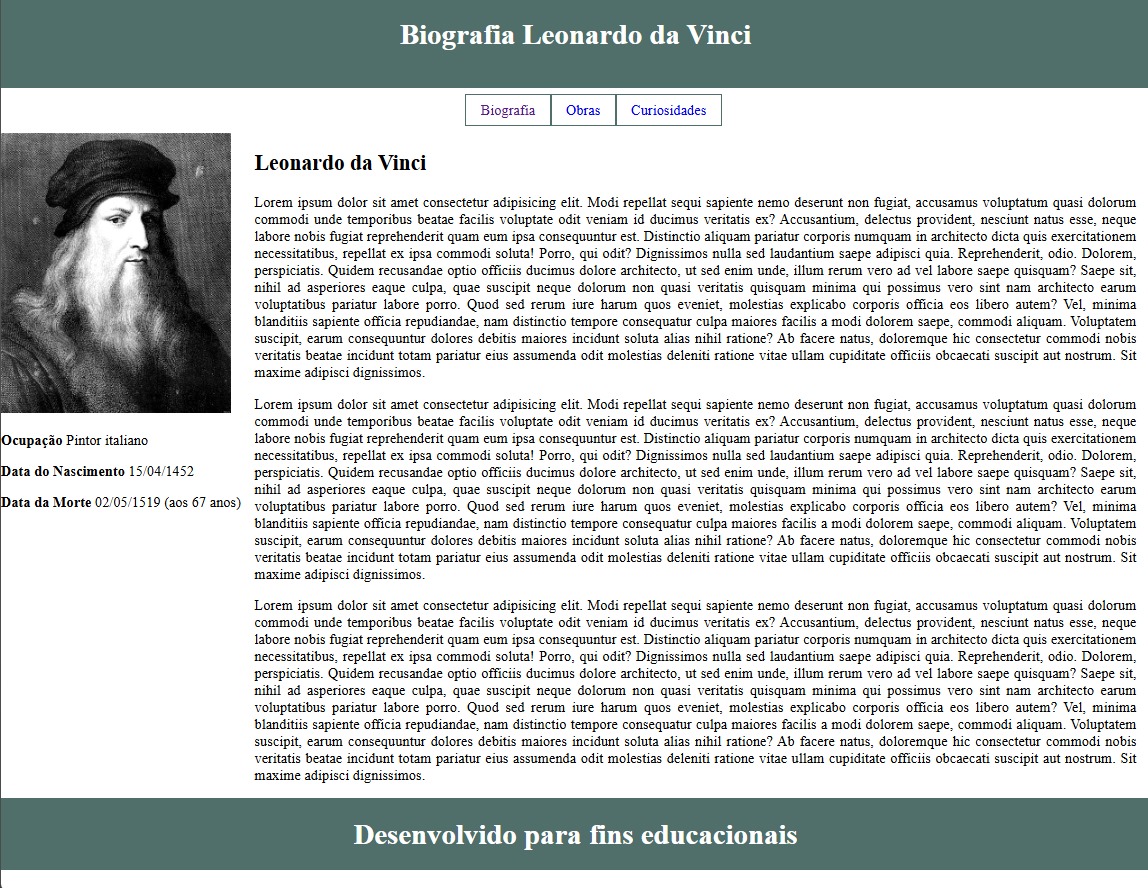 Biografia Leonardo da Vinci
Biografia
Obras
Curiosidades
Ocupação Pintor italiano
Data do Nascimento 15/04/1452
Data da Morte 02/05/1519 (aos 67 anos)
Leonardo da Vinci
Lorem ipsum dolor sit amet consectetur adipisicing elit. Modi repellat sequi sapiente nemo deserunt non fugiat, accusamus voluptatum quasi dolorum
commodi unde temporibus beatae facilis voluptate odit veniam id ducimus veritatis ex? Accusantium, delectus provident, nesciunt natus esse, neque
labore nobis fugiat reprehenderit quam eum ipsa consequuntur est. Distinctio aliquam pariatur corporis numquam in architecto dicta quis exercitationem
necessitatibus, repellat ex ipsa commodi soluta! Porro, qui odit? Dignissimos nulla sed laudantium saepe adipisci quia. Reprehenderit, odio. Dolorem,
perspiciatis. Quidem recusandae optio officiis ducimus dolore architecto, ut sed enim unde, illum rerum vero ad vel labore saepe quisquam? Saepe sit,
nihil ad asperiores eaque culpa, quae suscipit neque dolorum non quasi veritatis quisquam minima qui possimus vero sint nam architecto earum
voluptatibus pariatur labore porro. Quod sed rerum iure harum quos eveniet, molestias explicabo corporis officia eos libero autem? Vel, minima
blanditiis sapiente officia repudiandae, nam distinctio tempore consequatur culpa maiores facilis a modi dolorem saepe, commodi aliquam. Voluptatem
suscipit, earum consequuntur dolores debitis maiores incidunt soluta alias nihil ratione? Ab facere natus, doloremque hic consectetur commodi nobis
veritatis beatae incidunt totam pariatur eius assumenda odit molestias deleniti ratione vitae ullam cupiditate officiis obcaecati suscipit aut nostrum. Sit
maxime adipisci dignissimos.
Lorem ipsum dolor sit amet consectetur adipisicing elit. Modi repellat sequi sapiente nemo deserunt non fugiat, accusamus voluptatum quasi dolorum
commodi unde temporibus beatae facilis voluptate odit veniam id ducimus veritatis ex? Accusantium, delectus provident, nesciunt natus esse, neque
labore nobis fugiat reprehenderit quam eum ipsa consequuntur est. Distinctio aliquam pariatur corporis numquam in architecto dicta quis exercitationem
necessitatibus, repellat ex ipsa commodi soluta! Porro, qui odit? Dignissimos nulla sed laudantium saepe adipisci quia. Reprehenderit, odio. Dolorem,
perspiciatis. Quidem recusandae optio officiis ducimus dolore architecto, ut sed enim unde, illum rerum vero ad vel labore saepe quisquam? Saepe sit,
nihil ad asperiores eaque culpa, quae suscipit neque dolorum non quasi veritatis quisquam minima qui possimus vero sint nam architecto earum
voluptatibus pariatur labore porro. Quod sed rerum iure harum quos eveniet, molestias explicabo corporis officia eos libero autem? Vel, minima
blanditiis sapiente officia repudiandae, nam distinctio tempore consequatur culpa maiores facilis a modi dolorem saepe, commodi aliquam. Voluptatem
suscipit, earum consequuntur dolores debitis maiores incidunt soluta alias nihil ratione? Ab facere natus, doloremque hic consectetur commodi nobis
veritatis beatae incidunt totam pariatur eius assumenda odit molestias deleniti ratione vitae ullam cupiditate officiis obcaecati suscipit aut nostrum. Sit
maxime adipisci dignissimos.
Lorem ipsum dolor sit amet consectetur adipisicing elit. Modi repellat sequi sapiente nemo deserunt non fugiat, accusamus voluptatum quasi dolorum
commodi unde temporibus beatae facilis voluptate odit veniam id ducimus veritatis ex? Accusantium, delectus provident, nesciunt natus esse, neque
labore nobis fugiat reprehenderit quam eum ipsa consequuntur est. Distinctio aliquam pariatur corporis numquam in architecto dicta quis exercitationem
necessitatibus, repellat ex ipsa commodi soluta! Porro, qui odit? Dignissimos nulla sed laudantium saepe adipisci quia. Reprehenderit, odio. Dolorem,
perspiciatis. Quidem recusandae optio officiis ducimus dolore architecto, ut sed enim unde, illum rerum vero ad vel labore saepe quisquam? Saepe sit,
nihil ad asperiores eaque culpa, quae suscipit neque dolorum non quasi veritatis quisquam minima qui possimus vero sint nam architecto earum
voluptatibus pariatur labore porro. Quod sed rerum iure harum quos eveniet, molestias explicabo corporis officia eos libero autem? Vel, minima
blanditiis sapiente officia repudiandae, nam distinctio tempore consequatur culpa maiores facilis a modi dolorem saepe, commodi aliquam. Voluptatem
suscipit, earum consequuntur dolores debitis maiores incidunt soluta alias nihil ratione? Ab facere natus, doloremque hic consectetur commodi nobis
veritatis beatae incidunt totam pariatur eius assumenda odit molestias deleniti ratione vitae ullam cupiditate officiis obcaecati suscipit aut nostrum. Sit
maxime adipisci dignissimos.
Desenvolvido para fins educacionais